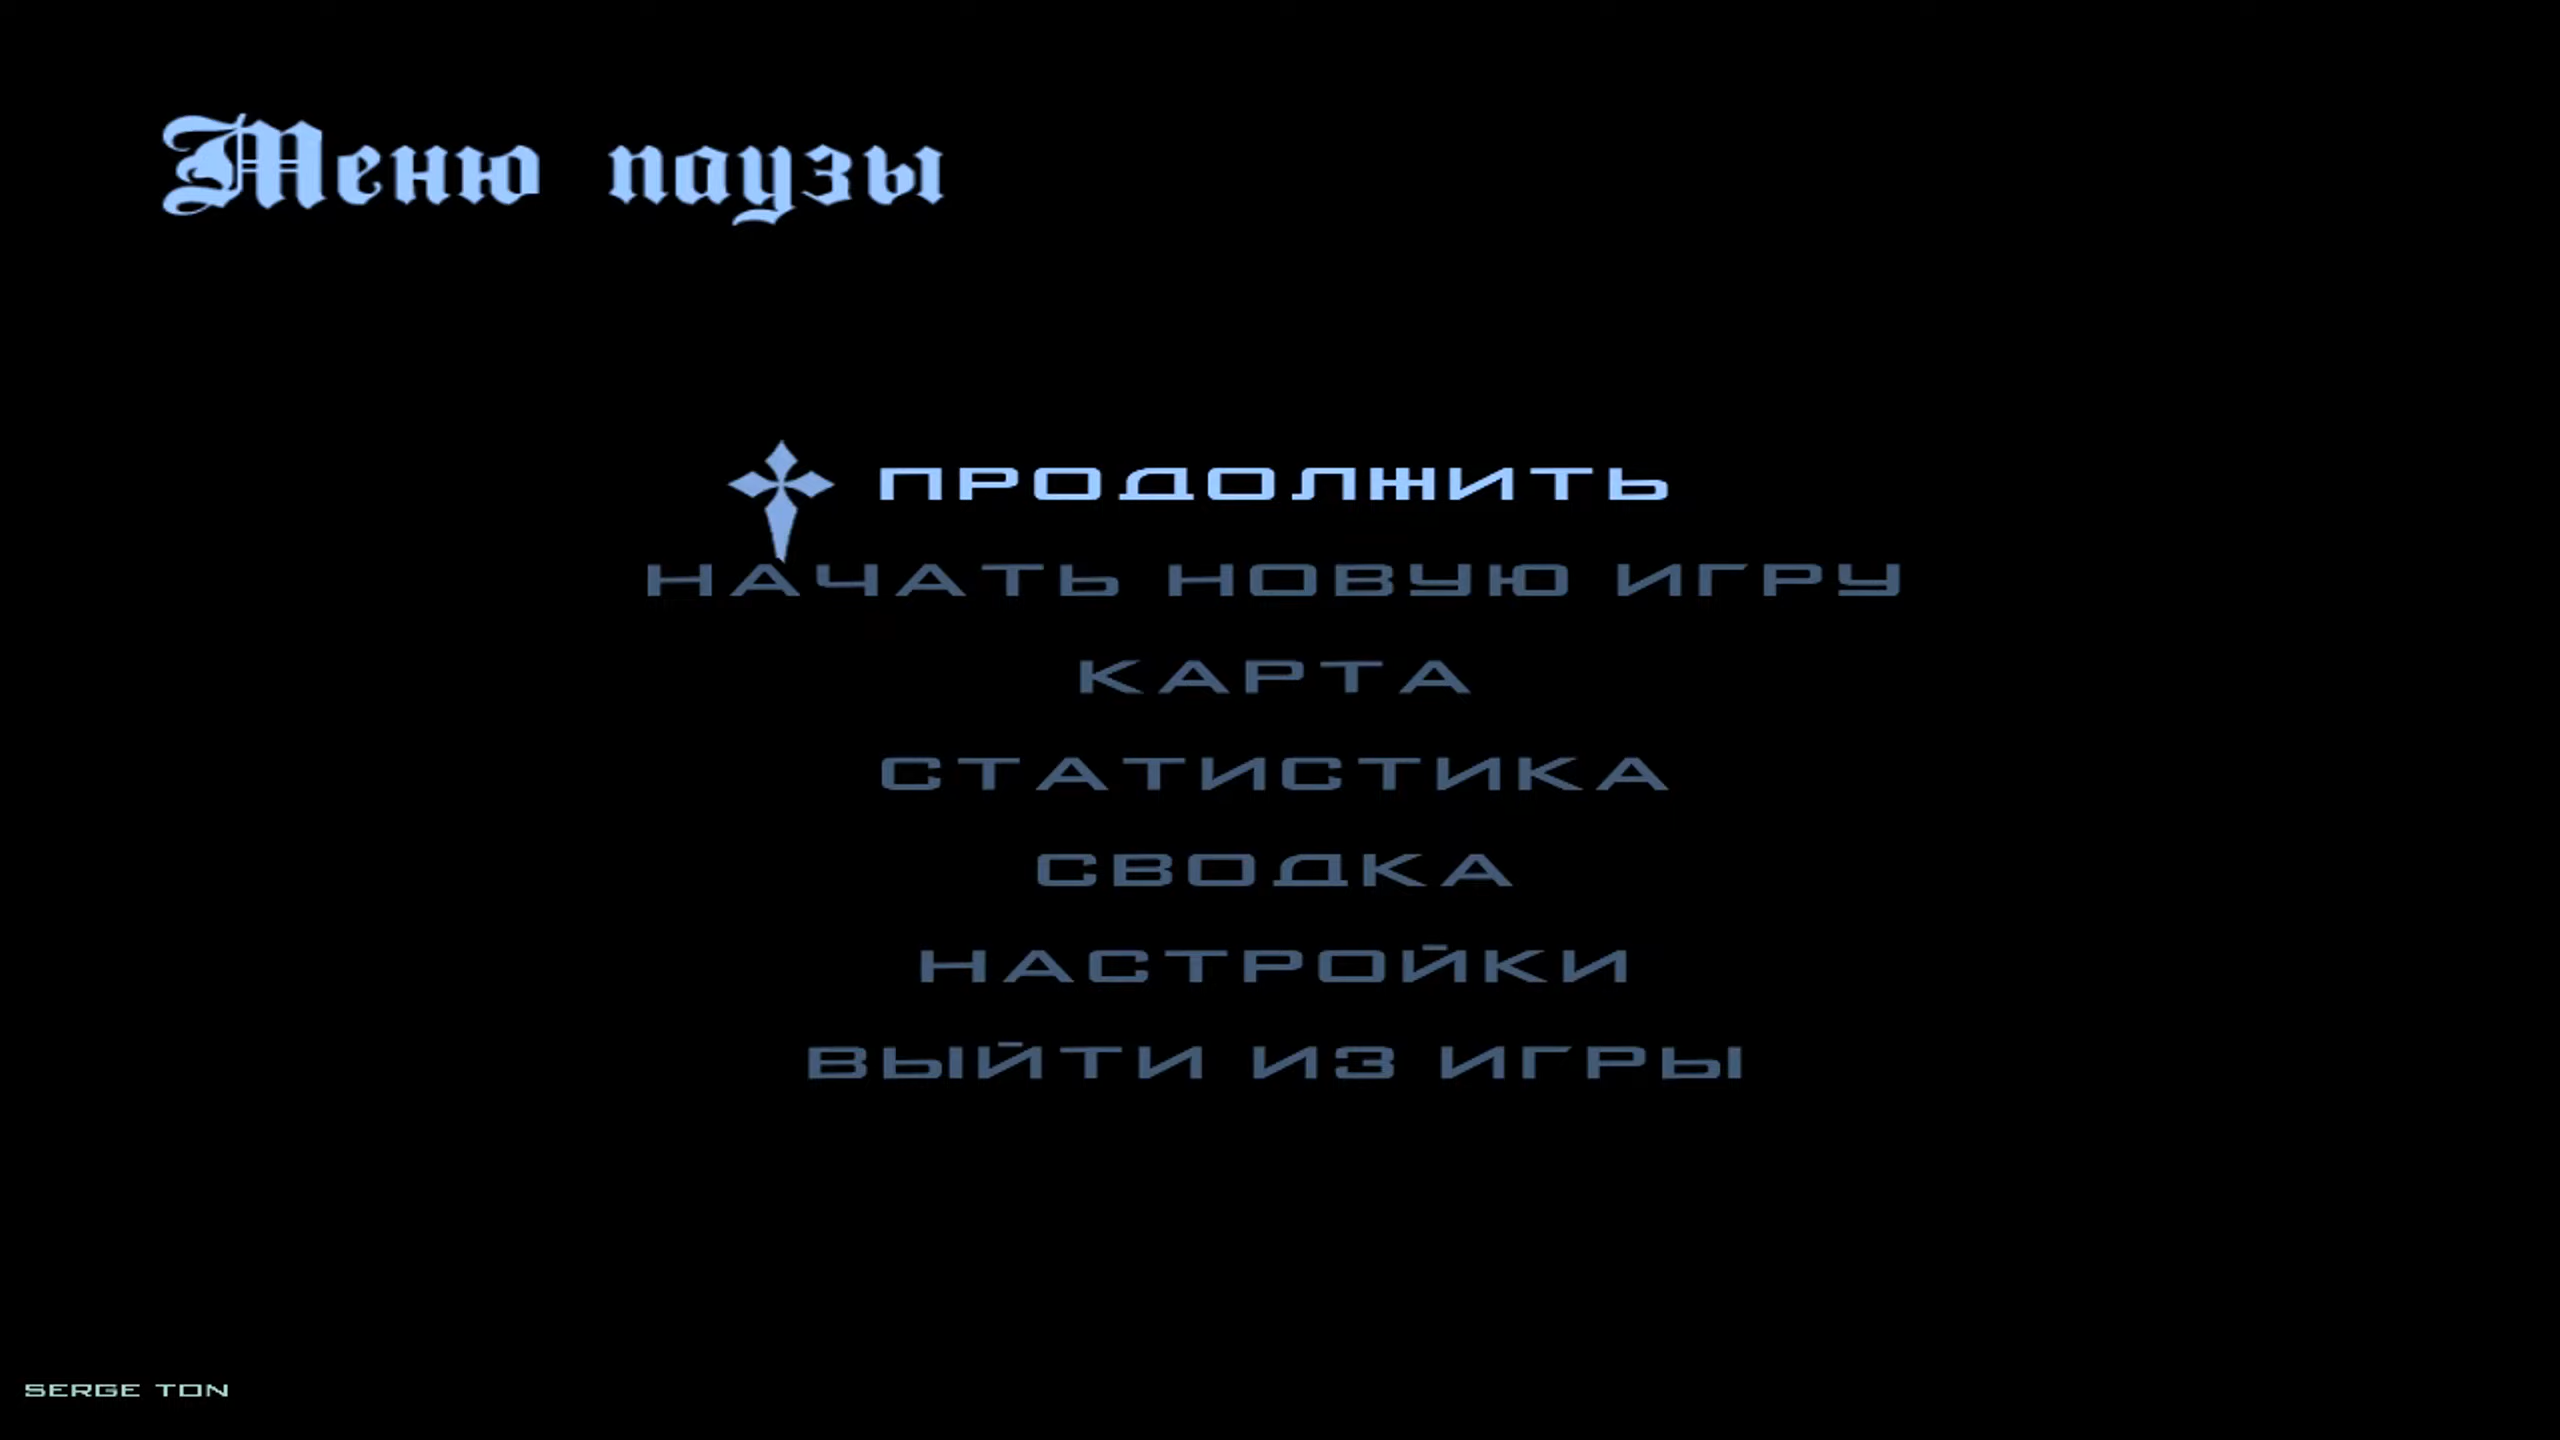 Меню паузы
ПРОДОЛЖИТЬ
НАЧАТЬ НОВУЮ ИГРУ
КАРТА
СТАТИСТИКА
СВОДКА
НАСТРОЙКИ
ВЫЙТИ ИЗ ИГРЫ
SERGE TON